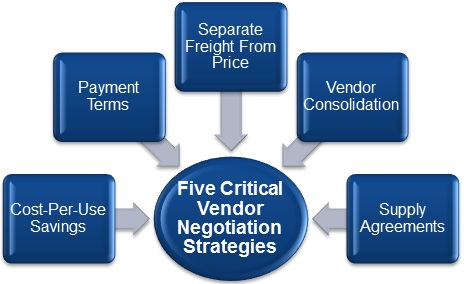 Separate
Freight From
Price
Payment
Terms
Vendor
Consolidation
Cost-Per-Use
Savings
Five Critical
Vendor
Negotiation
Strategies
Supply
Agreements